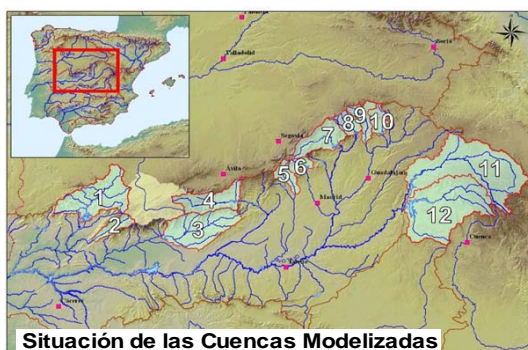 Soria
Valladolid
Segovia
Ávila
Guadalajara
Madrid
Cuenca
Cáceres
1
2
3
4
5
6
7
8
9
10
11
12
Situación de las Cuencas Modelizadas